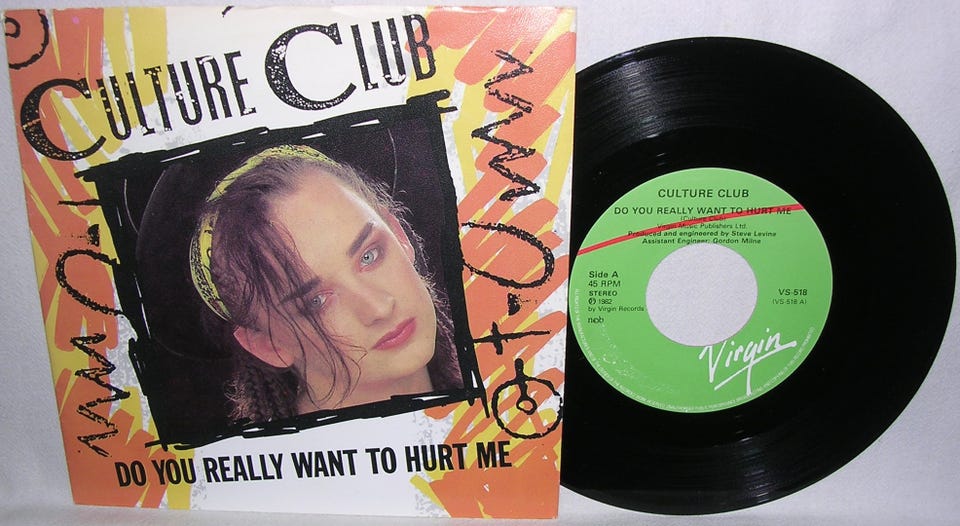 CULTURE CLUB
DO YOU REALLY WANT TO HURT ME
CULTURE CLUB
DO YOU REALLY WANT TO HURT ME
(Culture Club)
Virgin Music Publishers Ltd.
Produced and engineered by Steve Levine
Assistant Engineer: Gordon Milne
Side A
45 RPM
STEREO
Ⓟ 1982
by Virgin Records
ncb
VS-518
(VS-518 A)
Virgin